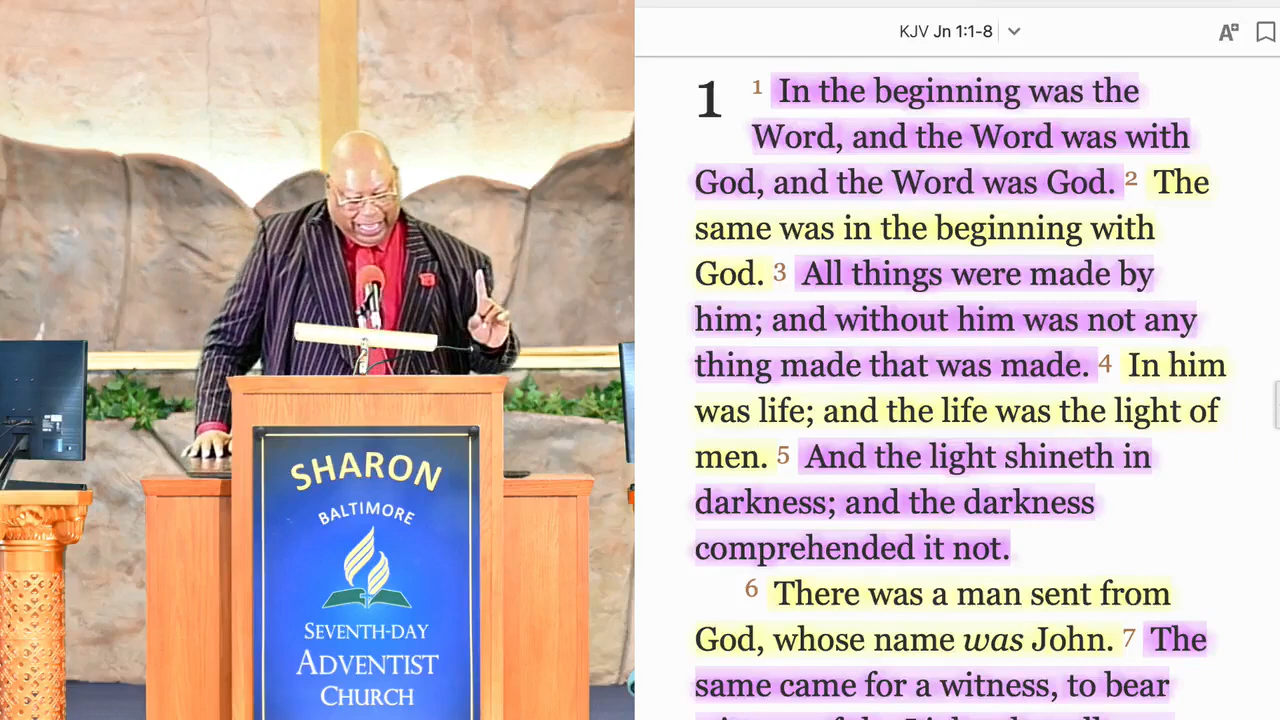 SHARON
BALTIMORE
SEVENTH-DAY
ADVENTIST
CHURCH
KJV Jn 1:1-8
A
1 1 In the beginning was the
Word, and the Word was with
God, and the Word was God. 2 The
same was in the beginning with
God. 3 All things were made by
him; and without him was not any
thing made that was made. 4 In him
was life; and the life was the light of
men. 5 And the light shineth in
darkness; and the darkness
comprehended it not.
6 There was a man sent from
God, whose name was John. 7 The
same came for a witness, to bear